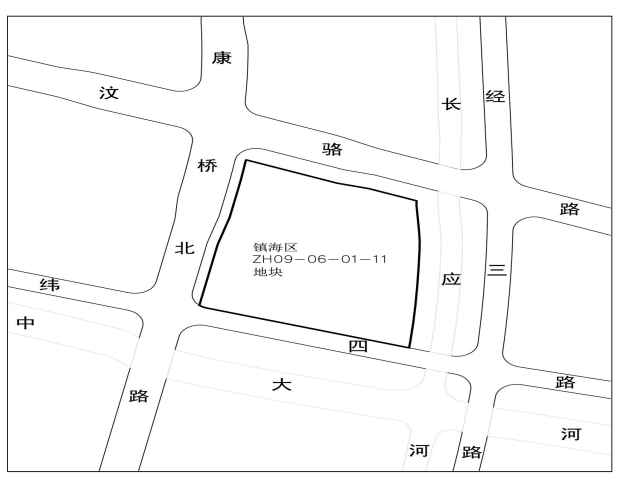 康
汶
长
经
骆
桥
路
北
镇海区
ZH09-06-01-11
地块
应
三
纬
中
四
大
路
路
河
河
路